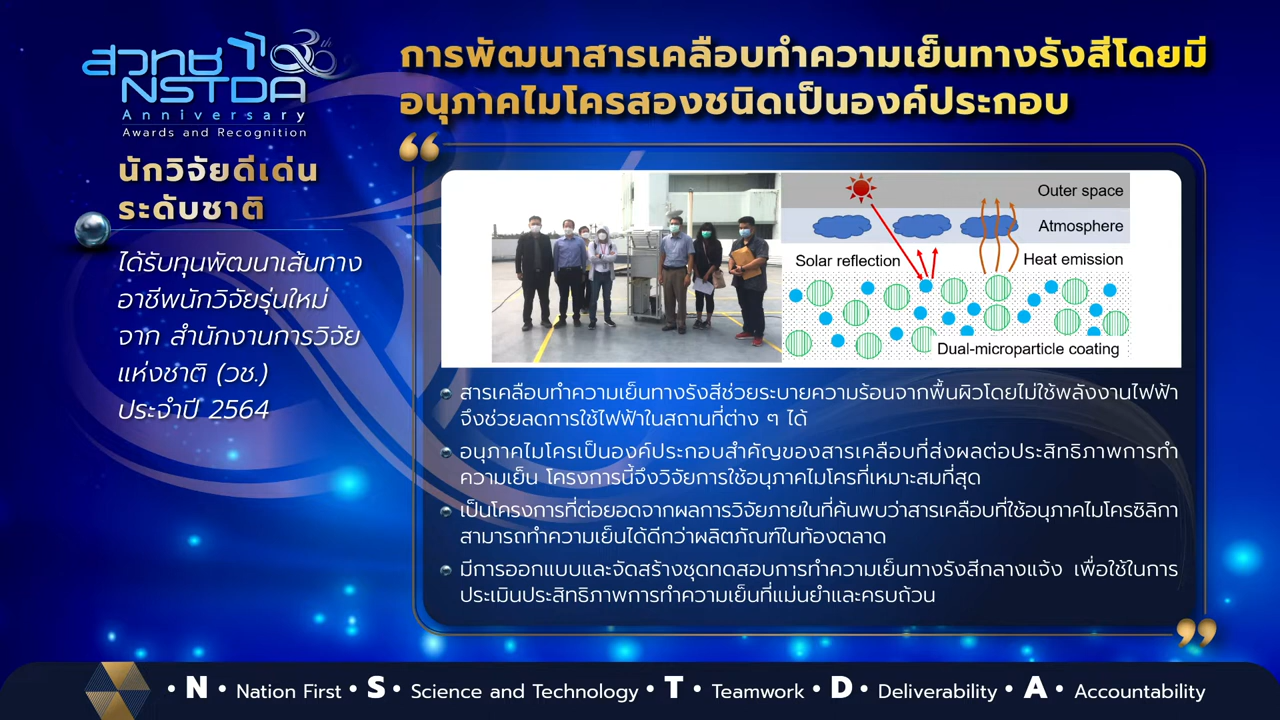 สวทช
NSTDA
30th
Anniversary
Awards and Recognition
นักวิจัยดีเด่น
ระดับชาติ
ได้รับทุนพัฒนาเส้นทาง
อาชีพนักวิจัยรุ่นใหม่
จาก สำนักงานการวิจัย
แห่งชาติ (วช.)
ประจำปี 2564
การพัฒนาสารเคลือบทำความเย็นทางรังสีโดยมี
อนุภาคไมโครสองชนิดเป็นองค์ประกอบ
Outer space
Atmosphere
Solar reflection
Heat emission
Dual-microparticle coating
สารเคลือบทำความเย็นทางรังสีช่วยระบายความร้อนจากพื้นผิวโดยไม่ใช้พลังงานไฟฟ้า
จึงช่วยลดการใช้ไฟฟ้าในสถานที่ต่าง ๆ ได้
อนุภาคไมโครเป็นองค์ประกอบสำคัญของสารเคลือบที่ส่งผลต่อประสิทธิภาพการทำ
ความเย็น โครงการนี้จึงวิจัยการใช้อนุภาคไมโครที่เหมาะสมที่สุด
เป็นโครงการที่ต่อยอดจากผลการวิจัยภายในที่ค้นพบว่าสารเคลือบที่ใช้อนุภาคไมโครซิลิกา
สามารถทำความเย็นได้ดีกว่าผลิตภัณฑ์ในท้องตลาด
มีการออกแบบและจัดสร้างชุดทดสอบการทำความเย็นทางรังสีกลางแจ้ง เพื่อใช้ในการ
ประเมินประสิทธิภาพการทำความเย็นที่แม่นยำและครบถ้วน
• N • Nation First • S • Science and Technology • T • Teamwork • D • Deliverability • A • Accountability